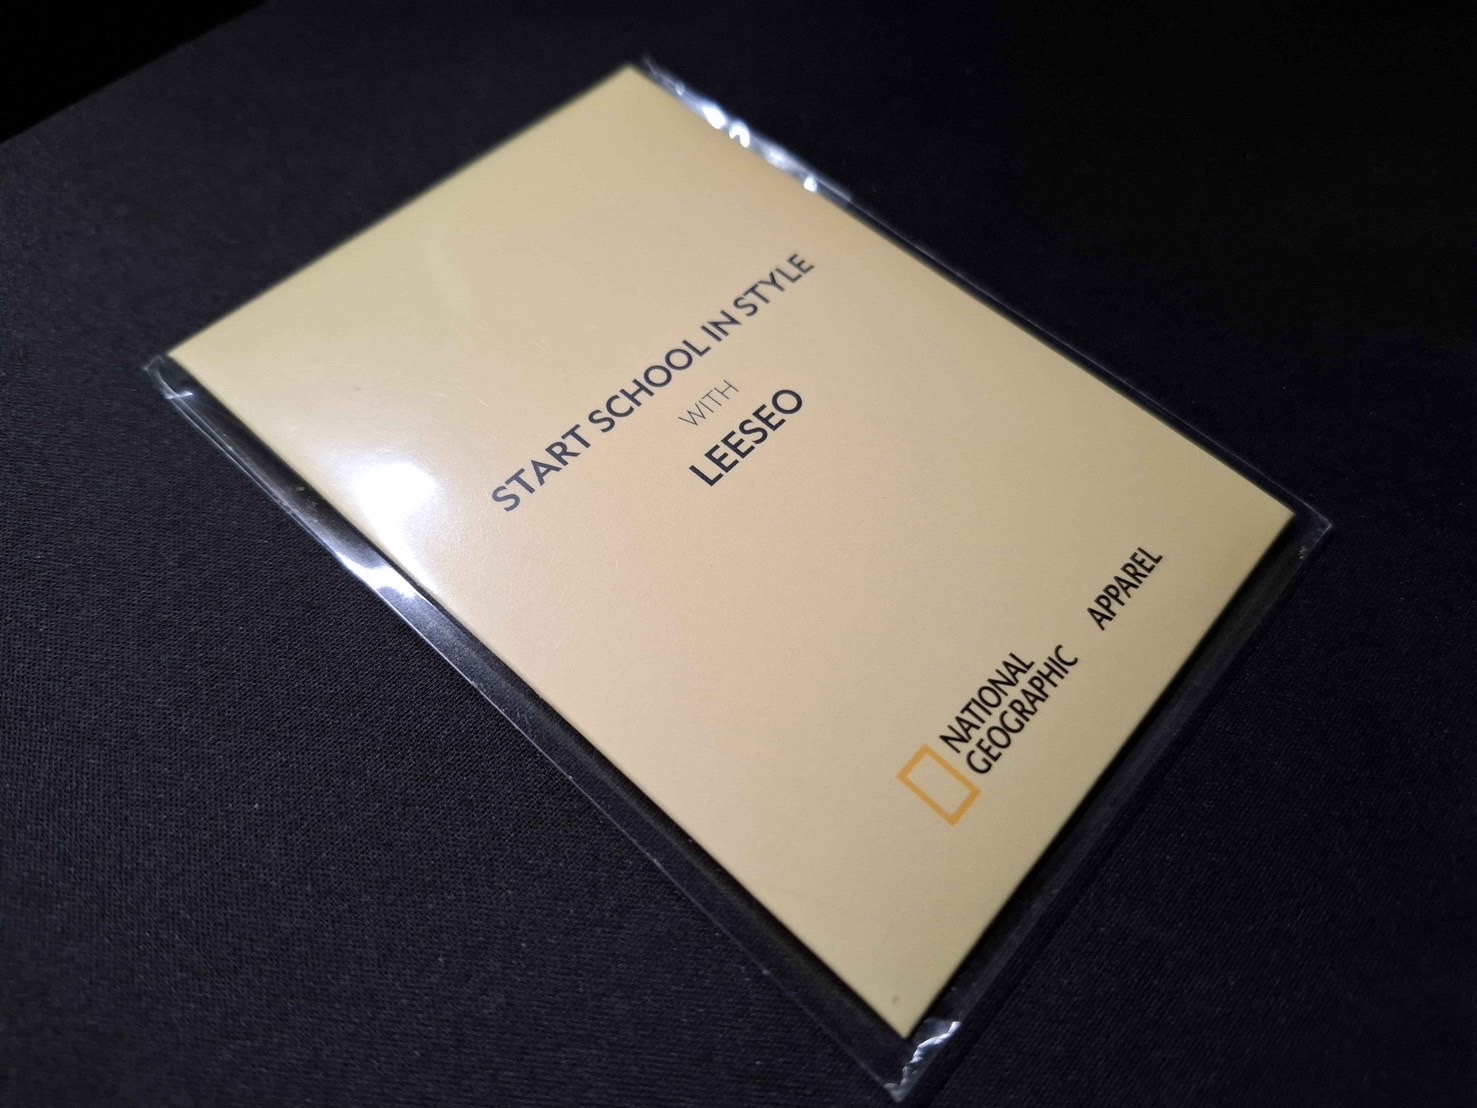 START SCHOOL IN STYLE
WITH
LEESEO
NATIONAL
GEOGRAPHIC
APPAREL